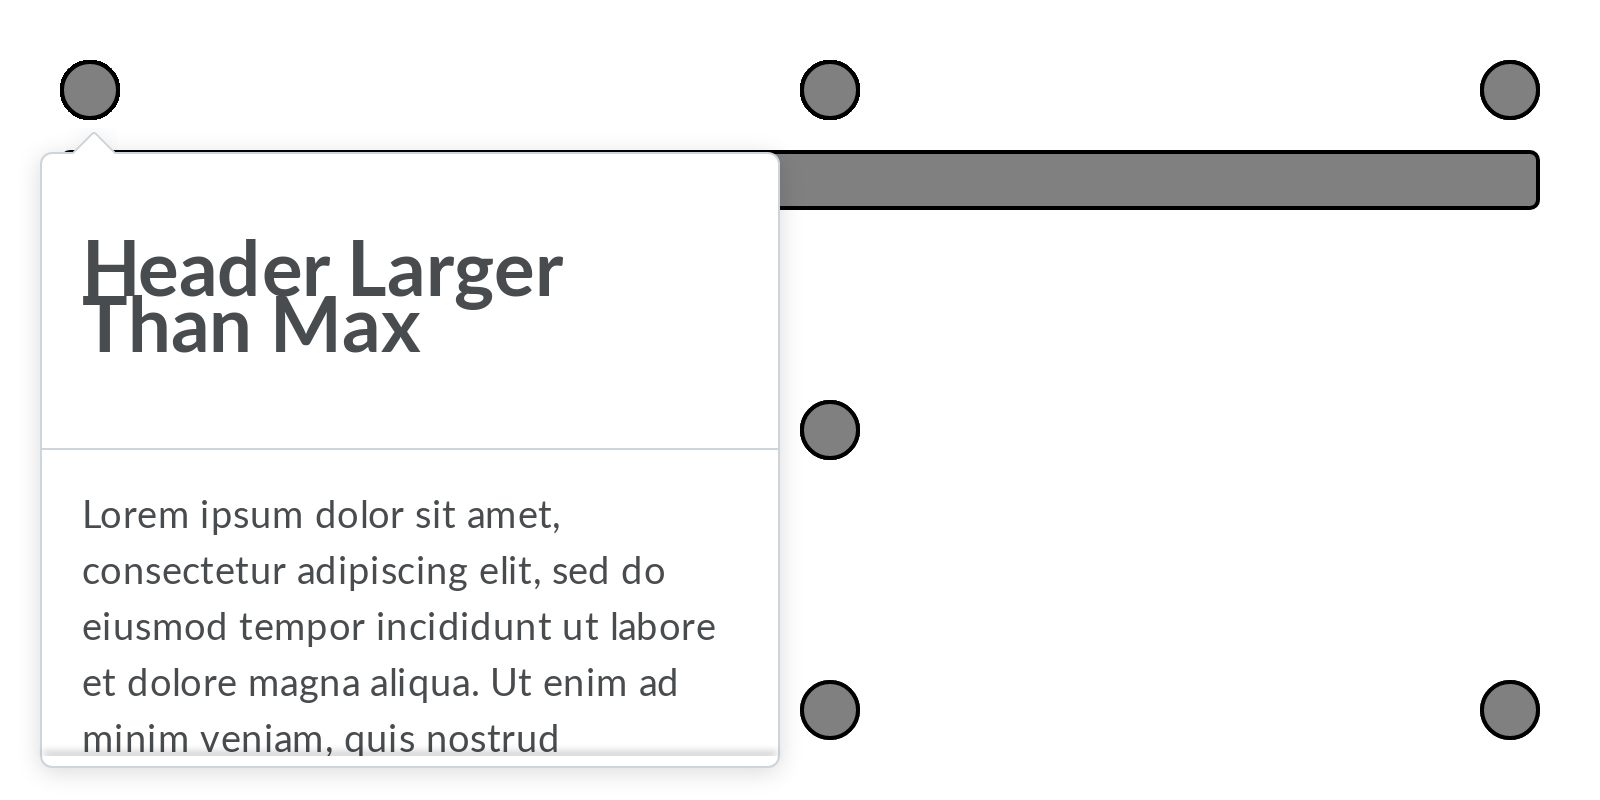 Header Larger
Than Max
Lorem ipsum dolor sit amet,
consectetur adipiscing elit, sed do
eiusmod tempor incididunt ut labore
et dolore magna aliqua. Ut enim ad
minim veniam, quis nostrud